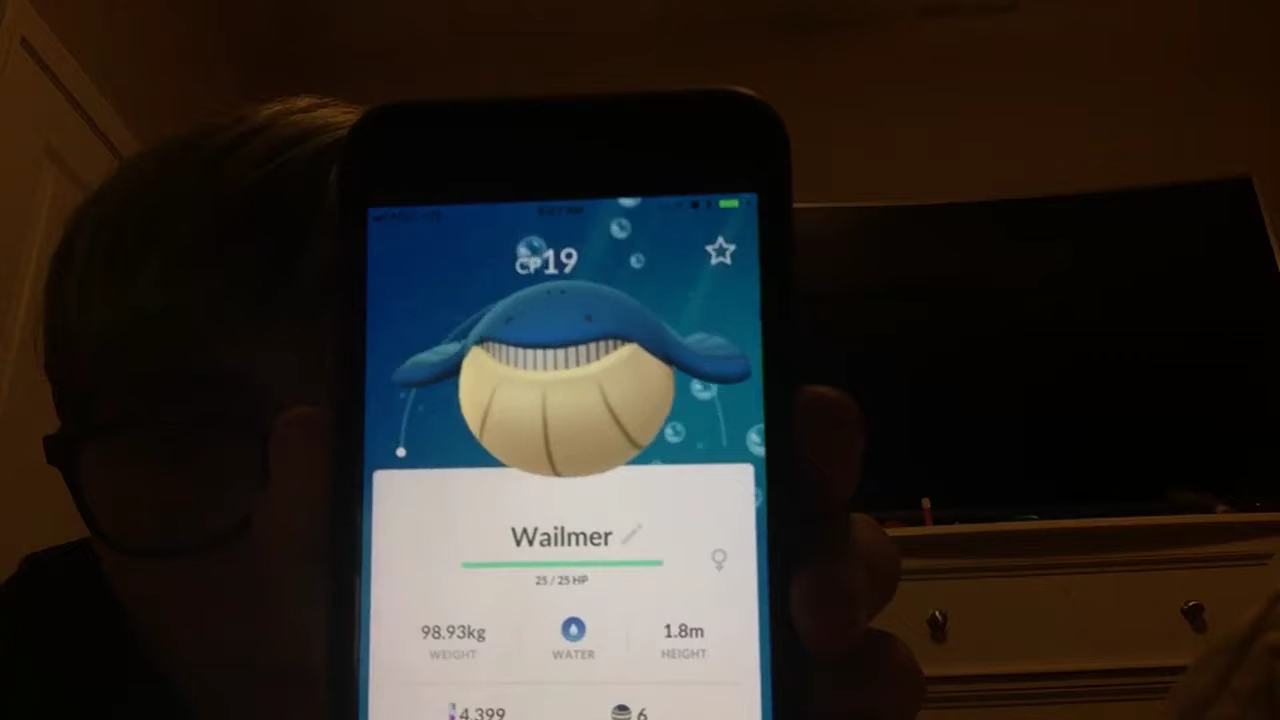 CP19
Wailmer
25 / 25 HP
98.93kg
WEIGHT
WATER
1.8m
HEIGHT
4,399
6